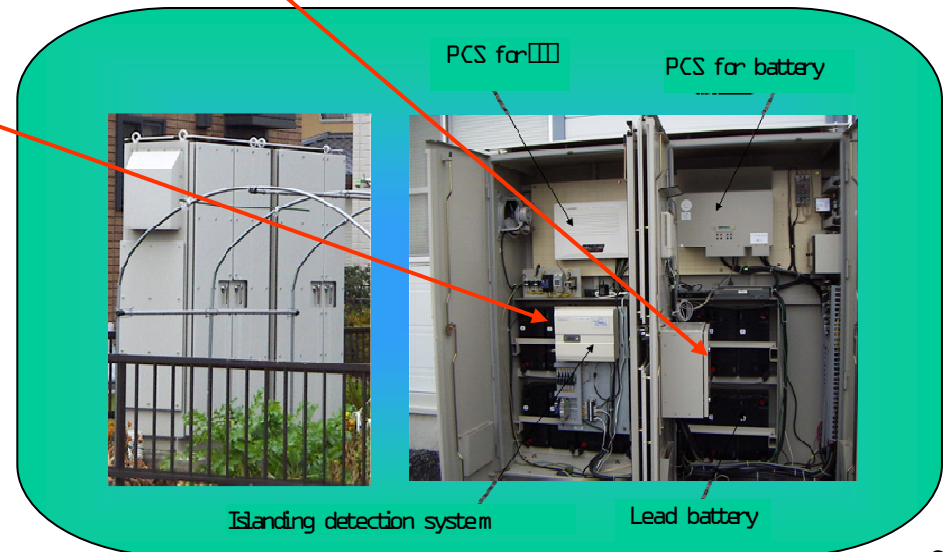 PCS for□□□
PCS for battery
Islanding detection system
Lead battery